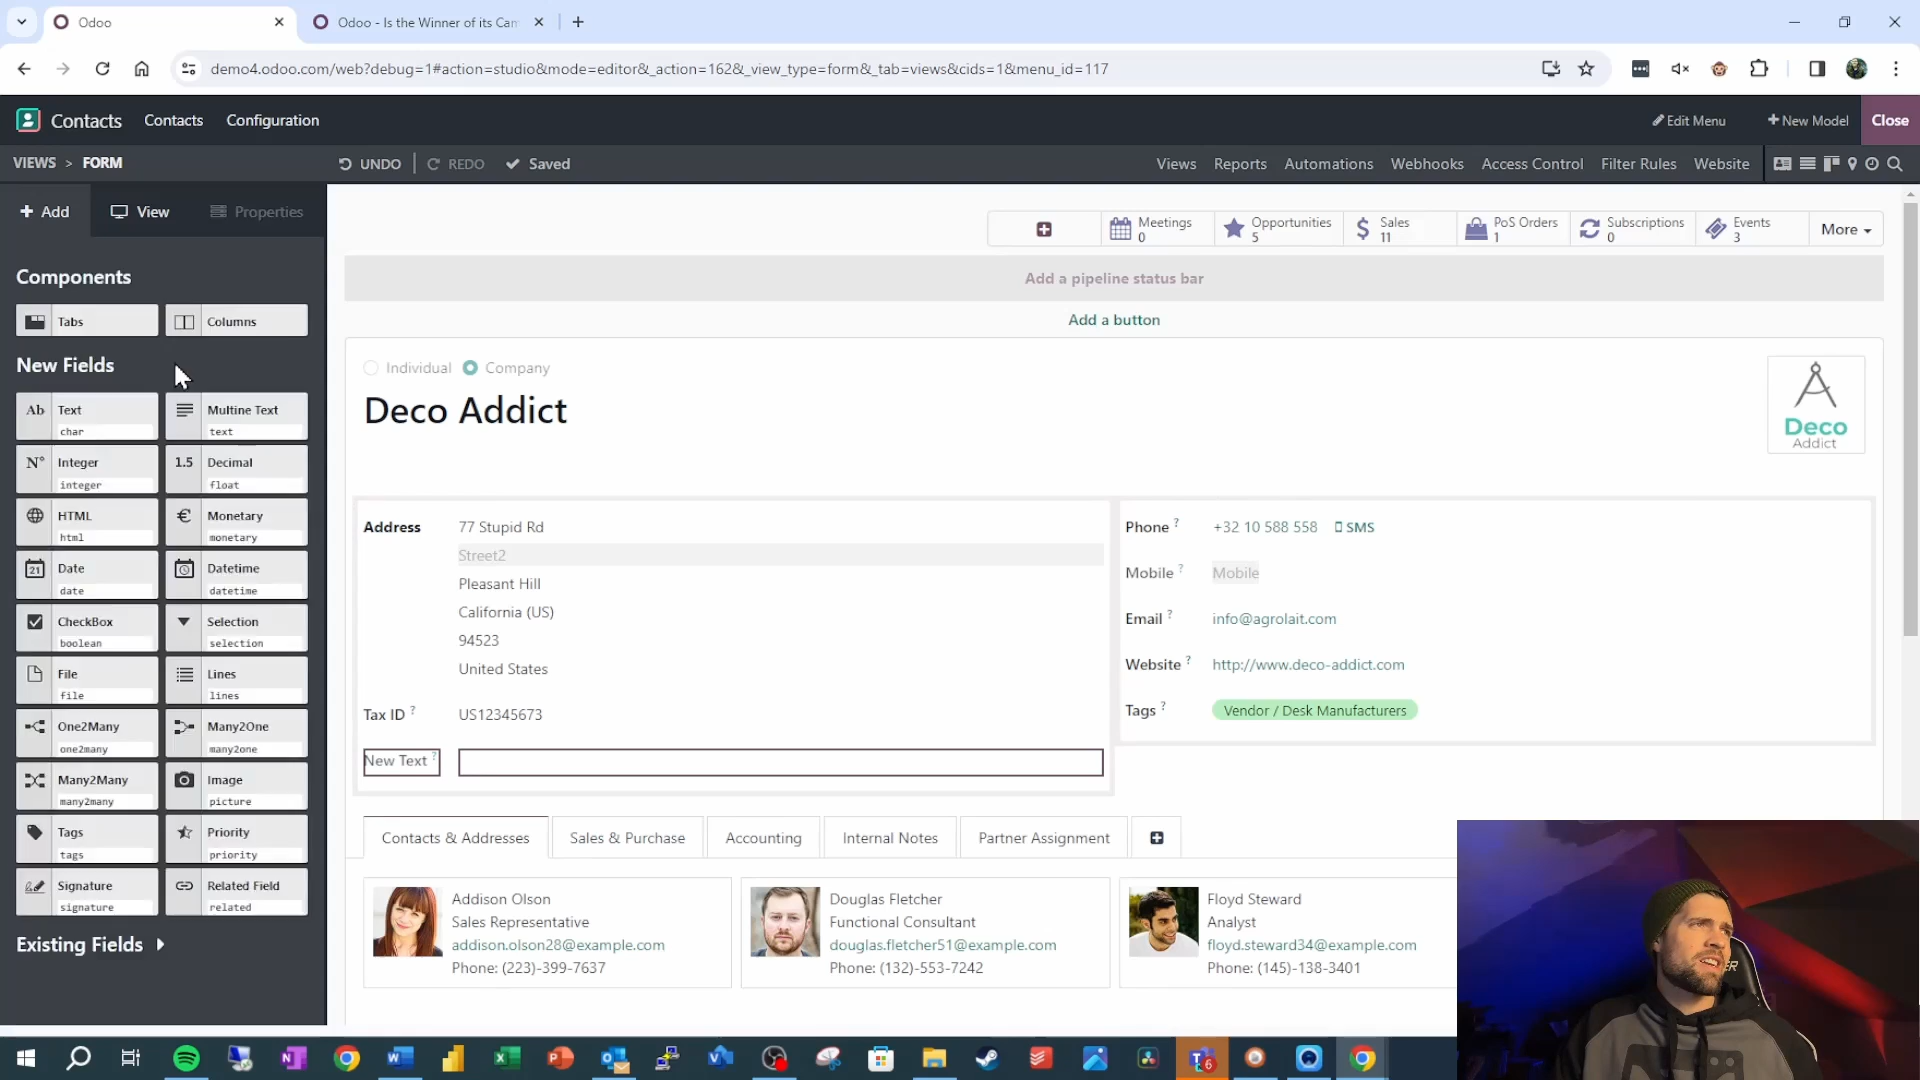 Odoo
Odoo - Is the Winner of its Cam
demo4.odoo.com/web?debug=1#action=studio&mode=editor&_action=162&_view_type=form&_tab=views&cids=1&menu_id=117
Contacts
Contacts
Configuration
Edit Menu
New Model
Close
VIEWS > FORM
UNDO
REDO
Saved
Views
Reports
Automations
Webhooks
Access Control
Filter Rules
Website
+ Add
View
Properties
Components
Tabs
Columns
New Fields
Ab
Text
char
Multine Text
text
N°
Integer
integer
1.5
Decimal
float
HTML
html
€
Monetary
monetary
21
Date
date
Datetime
datetime
CheckBox
boolean
Selection
selection
File
file
Lines
lines
One2Many
one2many
Many2One
many2one
Many2Many
many2many
Image
picture
Tags
tags
Priority
priority
Signature
signature
Related Field
related
Existing Fields
Meetings
0
Opportunities
5
$
Sales
11
PoS Orders
1
Subscriptions
0
Events
3
More
Add a pipeline status bar
Add a button
Individual
Company
Deco Addict
Deco
Addict
Address
77 Stupid Rd
Street2
Pleasant Hill
California (US)
94523
United States
Tax ID ?
US12345673
New Text ?
Phone ?
+32 10 588 558
SMS
Mobile ?
Mobile
Email ?
info@agrolait.com
Website ?
http://www.deco-addict.com
Tags ?
Vendor / Desk Manufacturers
Contacts & Addresses
Sales & Purchase
Accounting
Internal Notes
Partner Assignment
Addison Olson
Sales Representative
addison.olson28@example.com
Phone: (223)-399-7637
Douglas Fletcher
Functional Consultant
douglas.fletcher51@example.com
Phone: (132)-553-7242
Floyd Steward
Analyst
floyd.steward34@example.com
Phone: (145)-138-3401
6